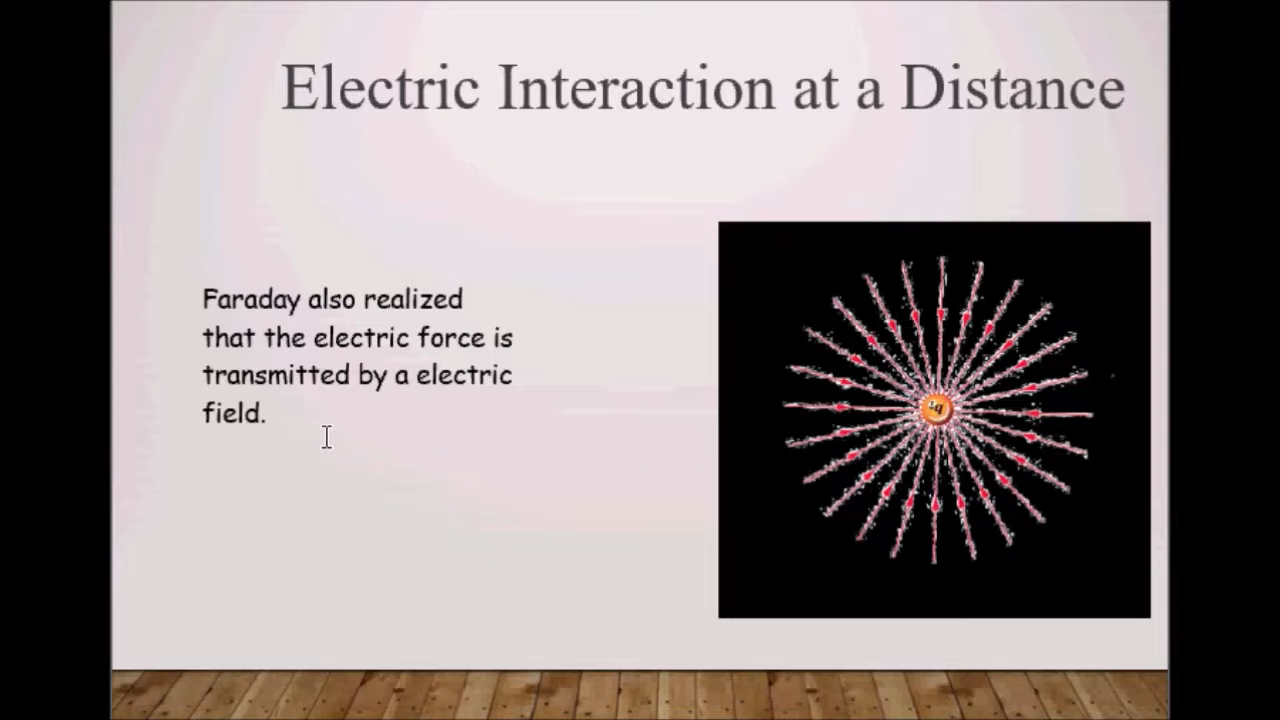 Electric Interaction at a Distance
Faraday also realized
that the electric force is
transmitted by a electric
field.